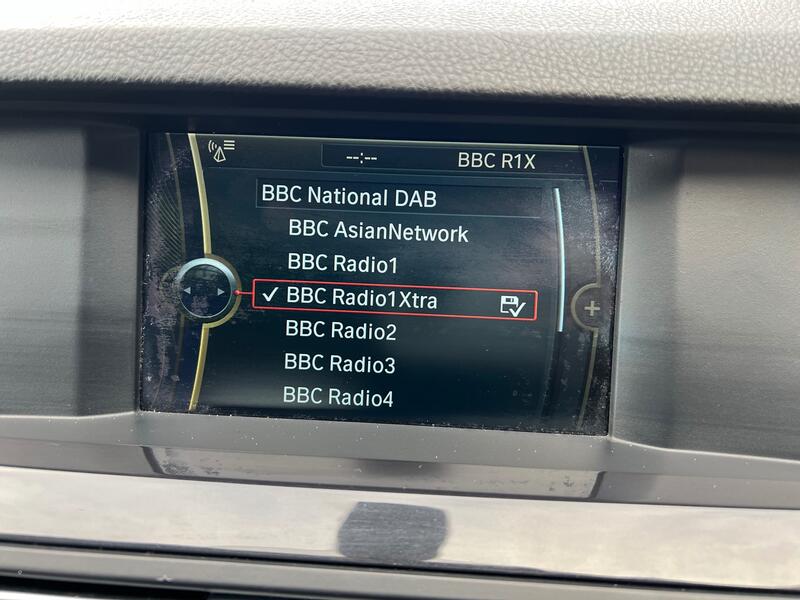 --:-- BBC R1X
BBC National DAB
BBC AsianNetwork
BBC Radio1
BBC Radio1Xtra
BBC Radio2
BBC Radio3
BBC Radio4